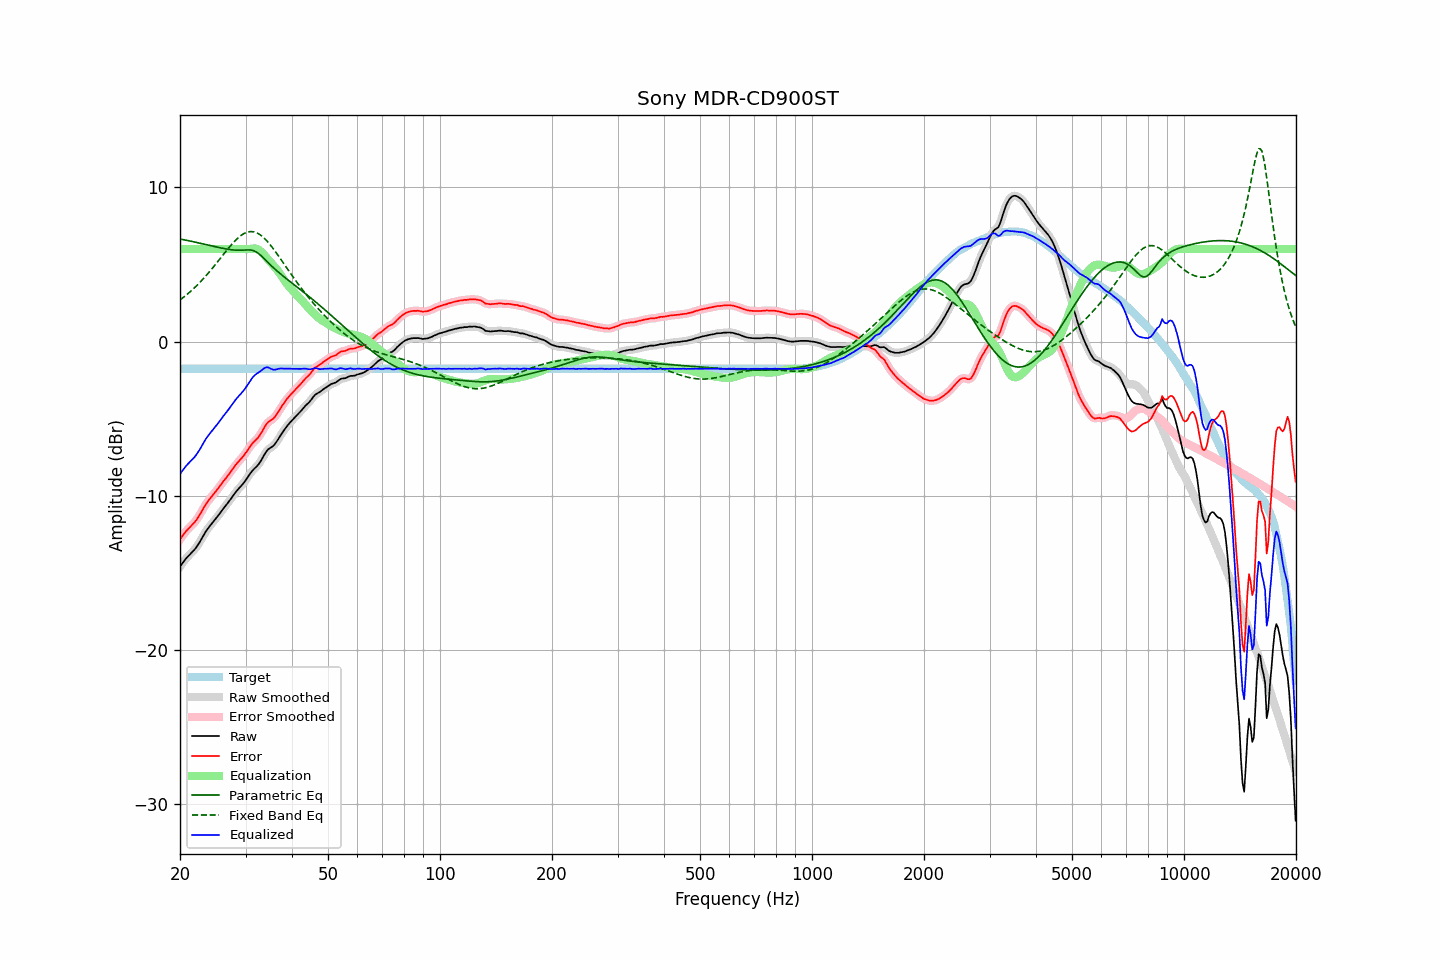 Sony MDR-CD900ST
Amplitude (dBr)
10
0
−10
−20
−30
Target
Raw Smoothed
Error Smoothed
Raw
Error
Equalization
Parametric Eq
Fixed Band Eq
Equalized
20 50 100 200 500 1000 2000 5000 10000 20000
Frequency (Hz)